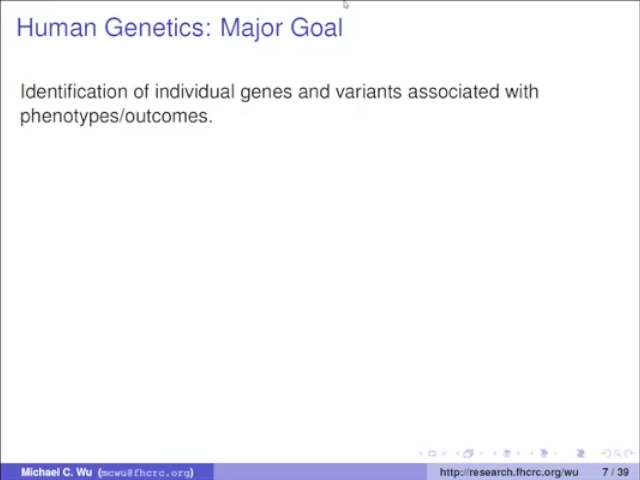 Human Genetics: Major Goal
Identification of individual genes and variants associated with
phenotypes/outcomes.
Michael C. Wu (mcwu@fhcrc.org) http://research.fhcrc.org/wu 7 / 39